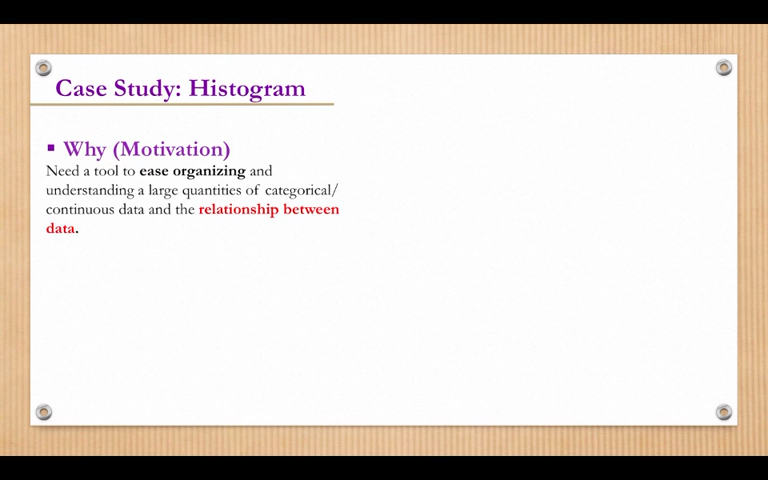 Case Study: Histogram
▪ Why (Motivation)
Need a tool to ease organizing and
understanding a large quantities of categorical/
continuous data and the relationship between
data.